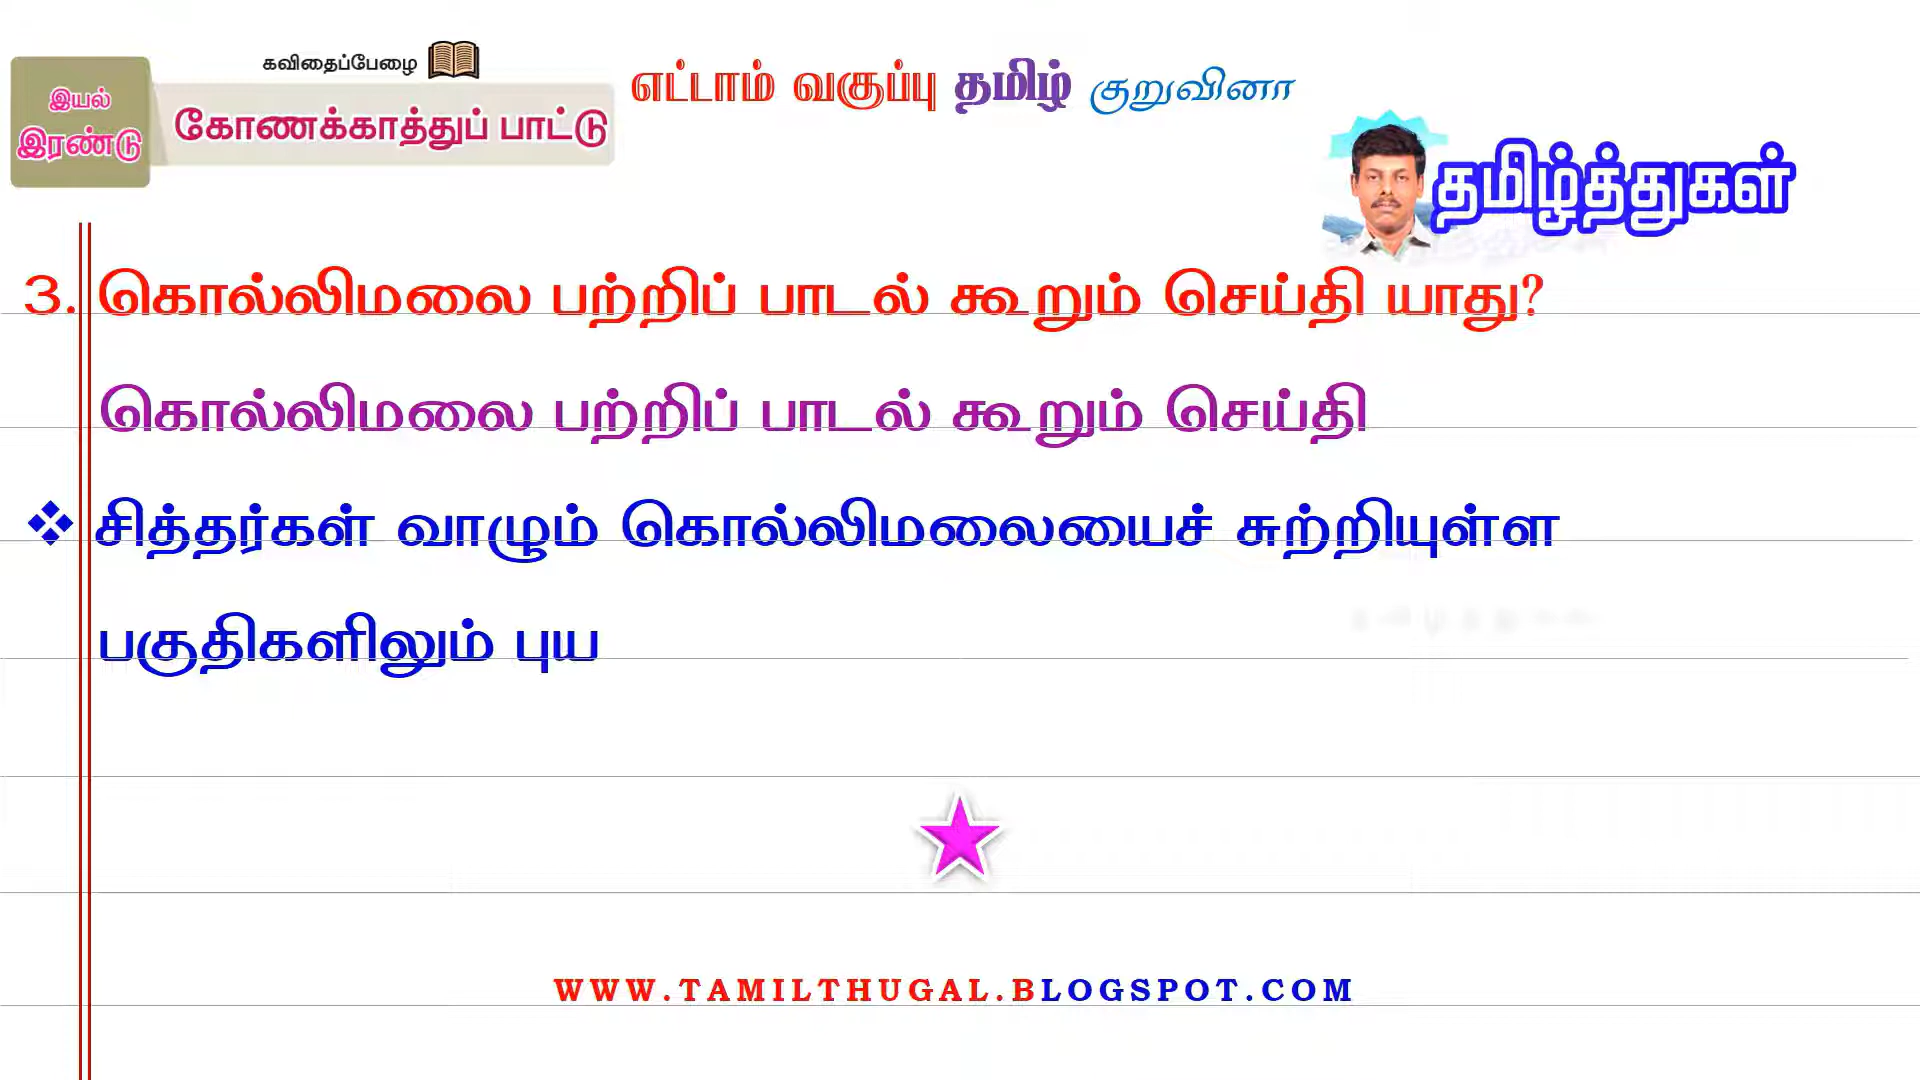 கவிதைப்பேழை
இயல்
இரண்டு
கோணக்காத்துப் பாட்டு
எட்டாம் வகுப்பு தமிழ் குறுவினா
தமிழ்த்துகள்
3. கொல்லிமலை பற்றிப் பாடல் கூறும் செய்தி யாது?
கொல்லிமலை பற்றிப் பாடல் கூறும் செய்தி
❖ சித்தர்கள் வாழும் கொல்லிமலையைச் சுற்றியுள்ள
பகுதிகளிலும் புய
WWW.TAMILTHUGAL.BLOGSPOT.COM